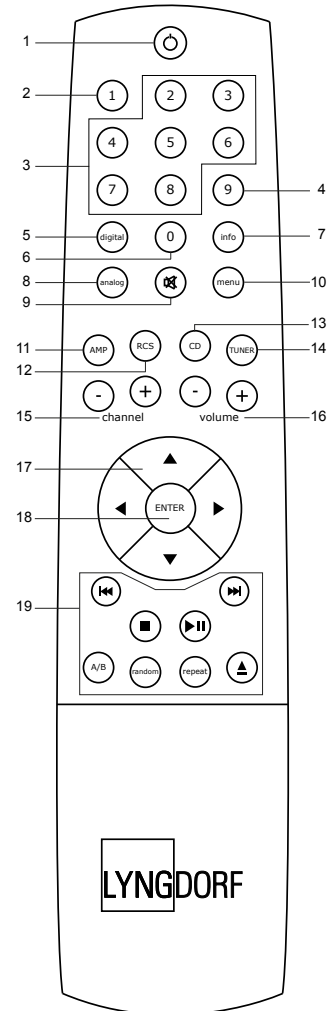 1
2 1 2 3
3 4 5 6
7 8 9 4
5 digital 0 info 7
6
8 analog menu 10
9
13
11 AMP RCS CD TUNER 14
12
- + - +
15 channel volume 16
17
18 ENTER
19
A/B random repeat
LYNGDORF